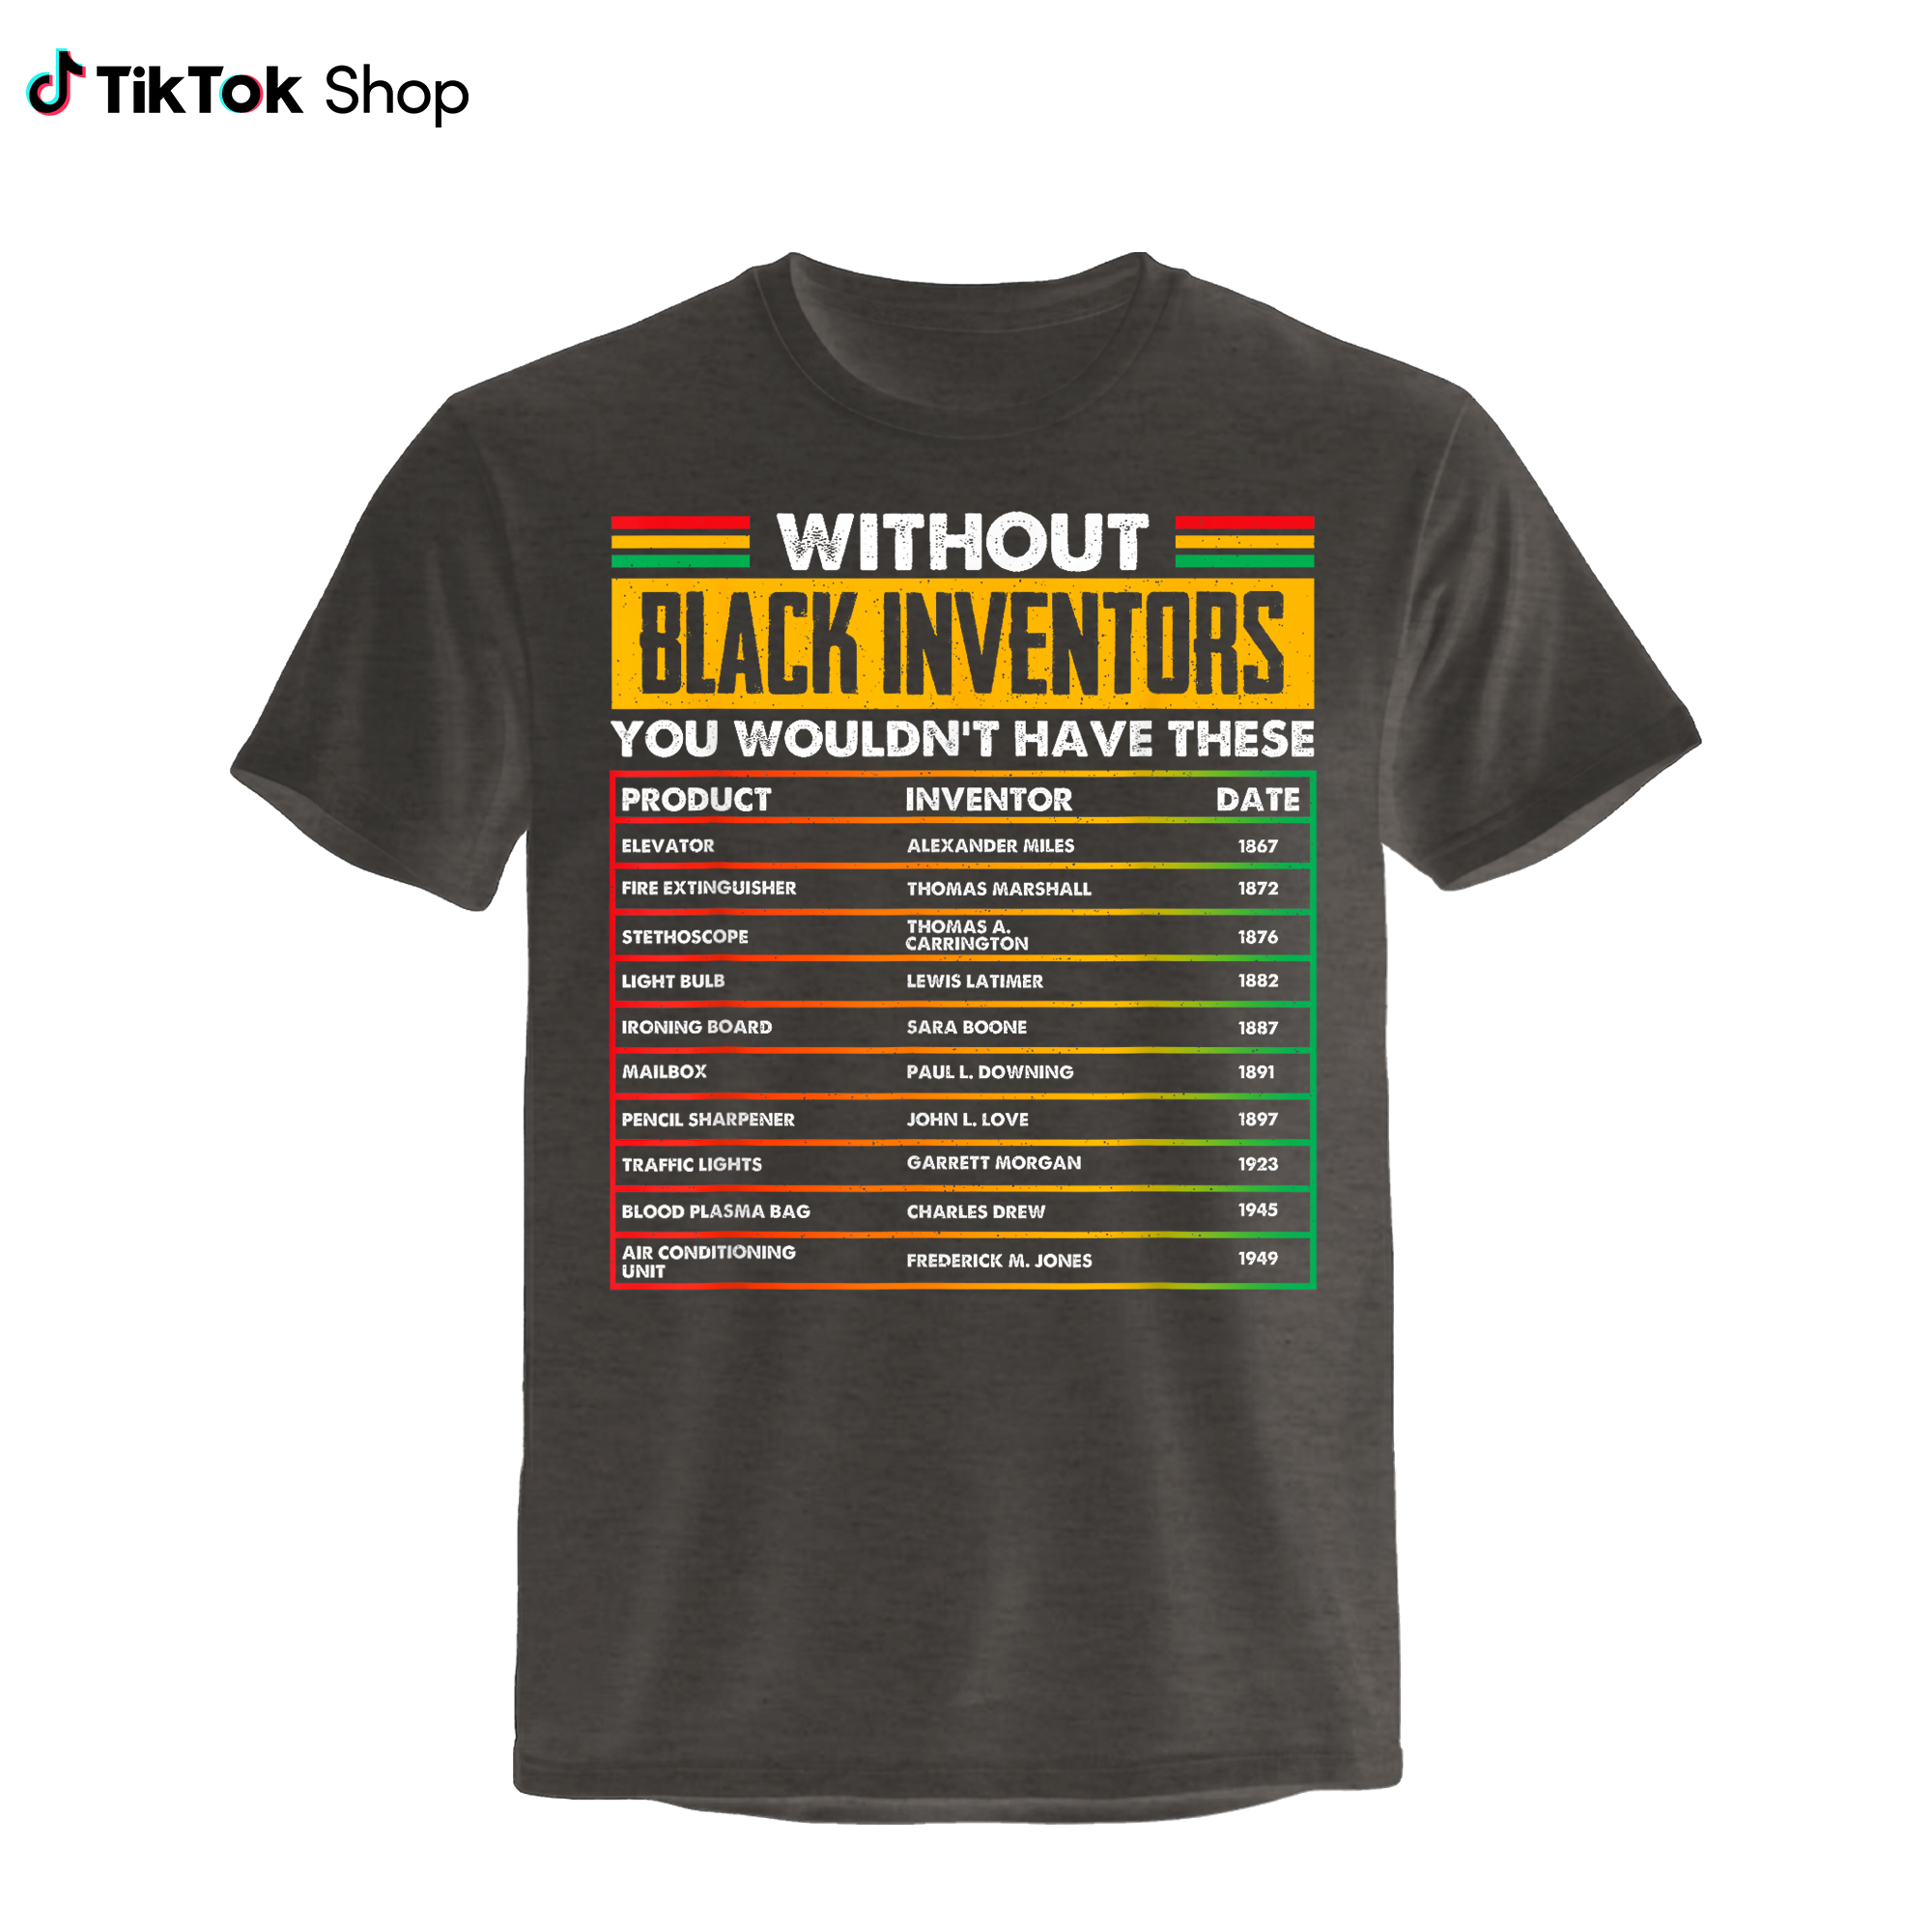 TikTok Shop
WITHOUT
BLACK INVENTORS
YOU WOULDN'T HAVE THESE
PRODUCT INVENTOR DATE
ELEVATOR ALEXANDER MILES 1867
FIRE EXTINGUISHER THOMAS MARSHALL 1872
STETHOSCOPE THOMAS A. CARRINGTON 1876
LIGHT BULB LEWIS LATIMER 1882
IRONING BOARD SARA BOONE 1887
MAILBOX PAUL L. DOWNING 1891
PENCIL SHARPENER JOHN L. LOVE 1897
TRAFFIC LIGHTS GARRETT MORGAN 1923
BLOOD PLASMA BAG CHARLES DREW 1945
AIR CONDITIONING UNIT FREDERICK M. JONES 1949